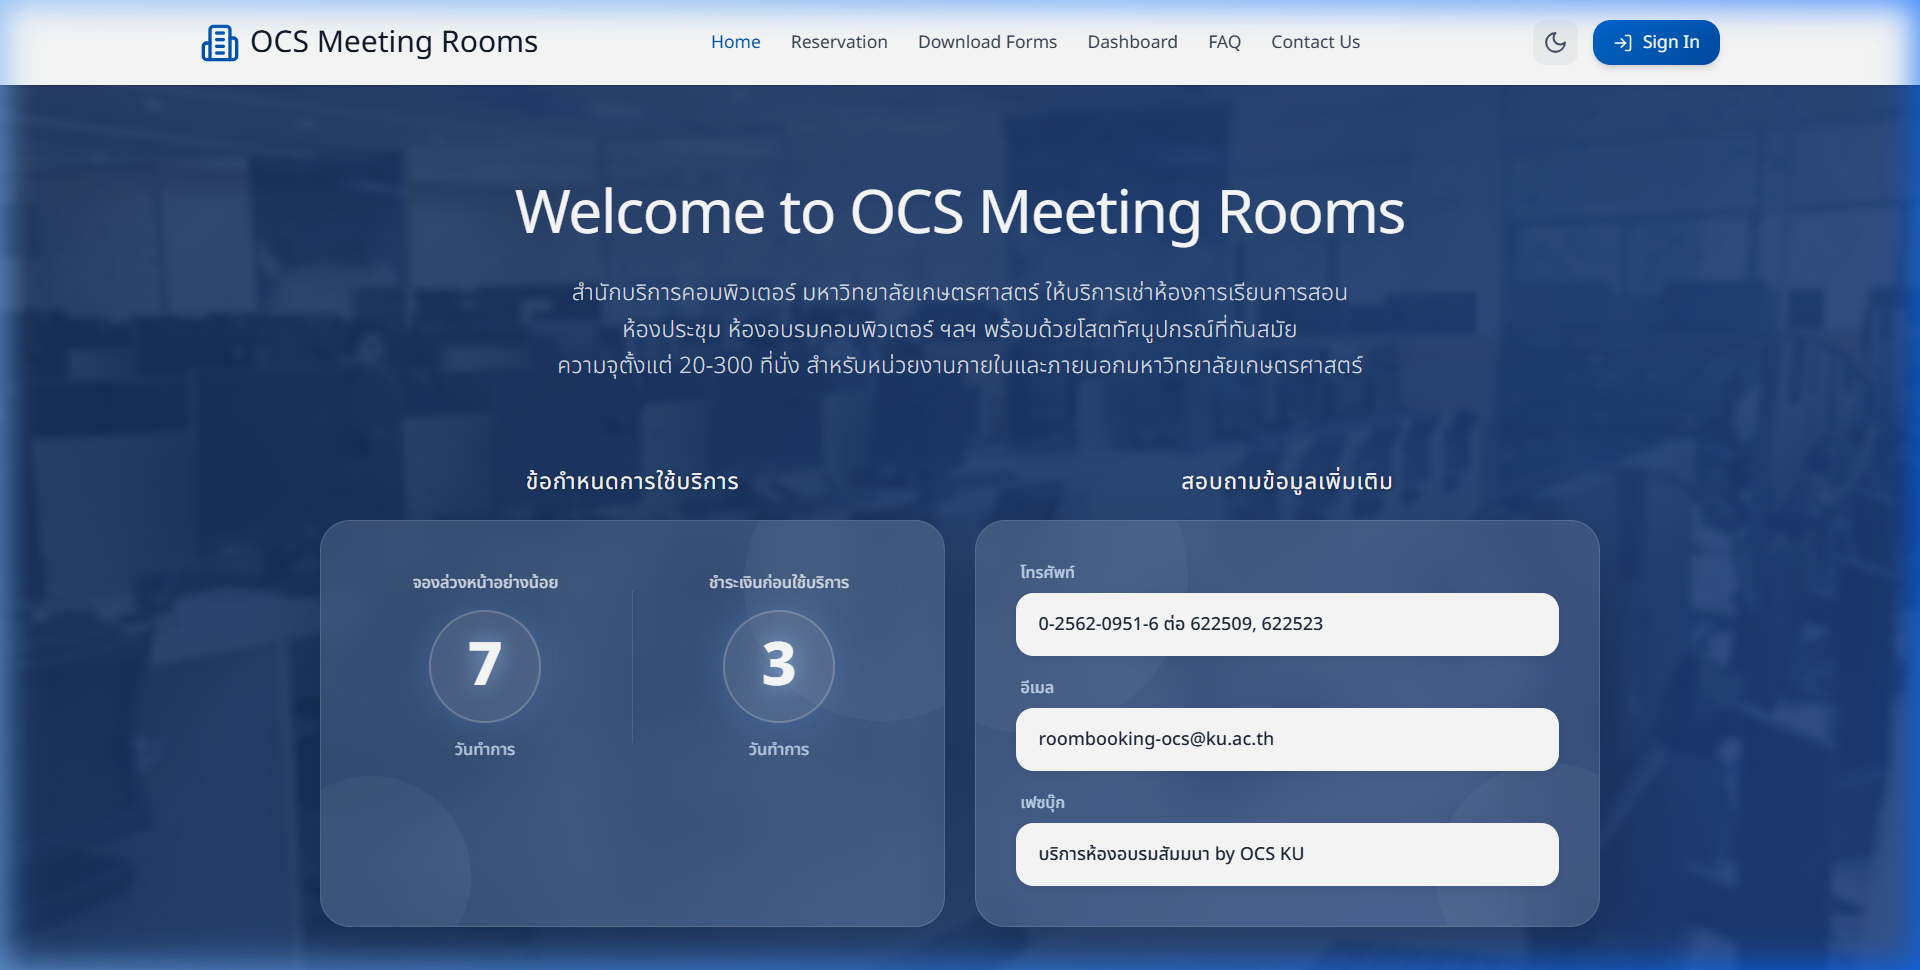 OCS Meeting Rooms
Home Reservation Download Forms Dashboard FAQ Contact Us
Sign In
Welcome to OCS Meeting Rooms
สำนักบริการคอมพิวเตอร์ มหาวิทยาลัยเกษตรศาสตร์ ให้บริการเช่าห้องการเรียนการสอน
ห้องประชุม ห้องอบรมคอมพิวเตอร์ ฯลฯ พร้อมด้วยโสตทัศนูปกรณ์ที่ทันสมัย
ความจุตั้งแต่ 20-300 ที่นั่ง สำหรับหน่วยงานภายในและภายนอกมหาวิทยาลัยเกษตรศาสตร์
ข้อกำหนดการใช้บริการ
จองล่วงหน้าอย่างน้อย
7
วันทำการ
ชำระเงินก่อนใช้บริการ
3
วันทำการ
สอบถามข้อมูลเพิ่มเติม
โทรศัพท์
0-2562-0951-6 ต่อ 622509, 622523
อีเมล
roombooking-ocs@ku.ac.th
เฟซบุ๊ก
บริการห้องอบรมสัมมนา by OCS KU